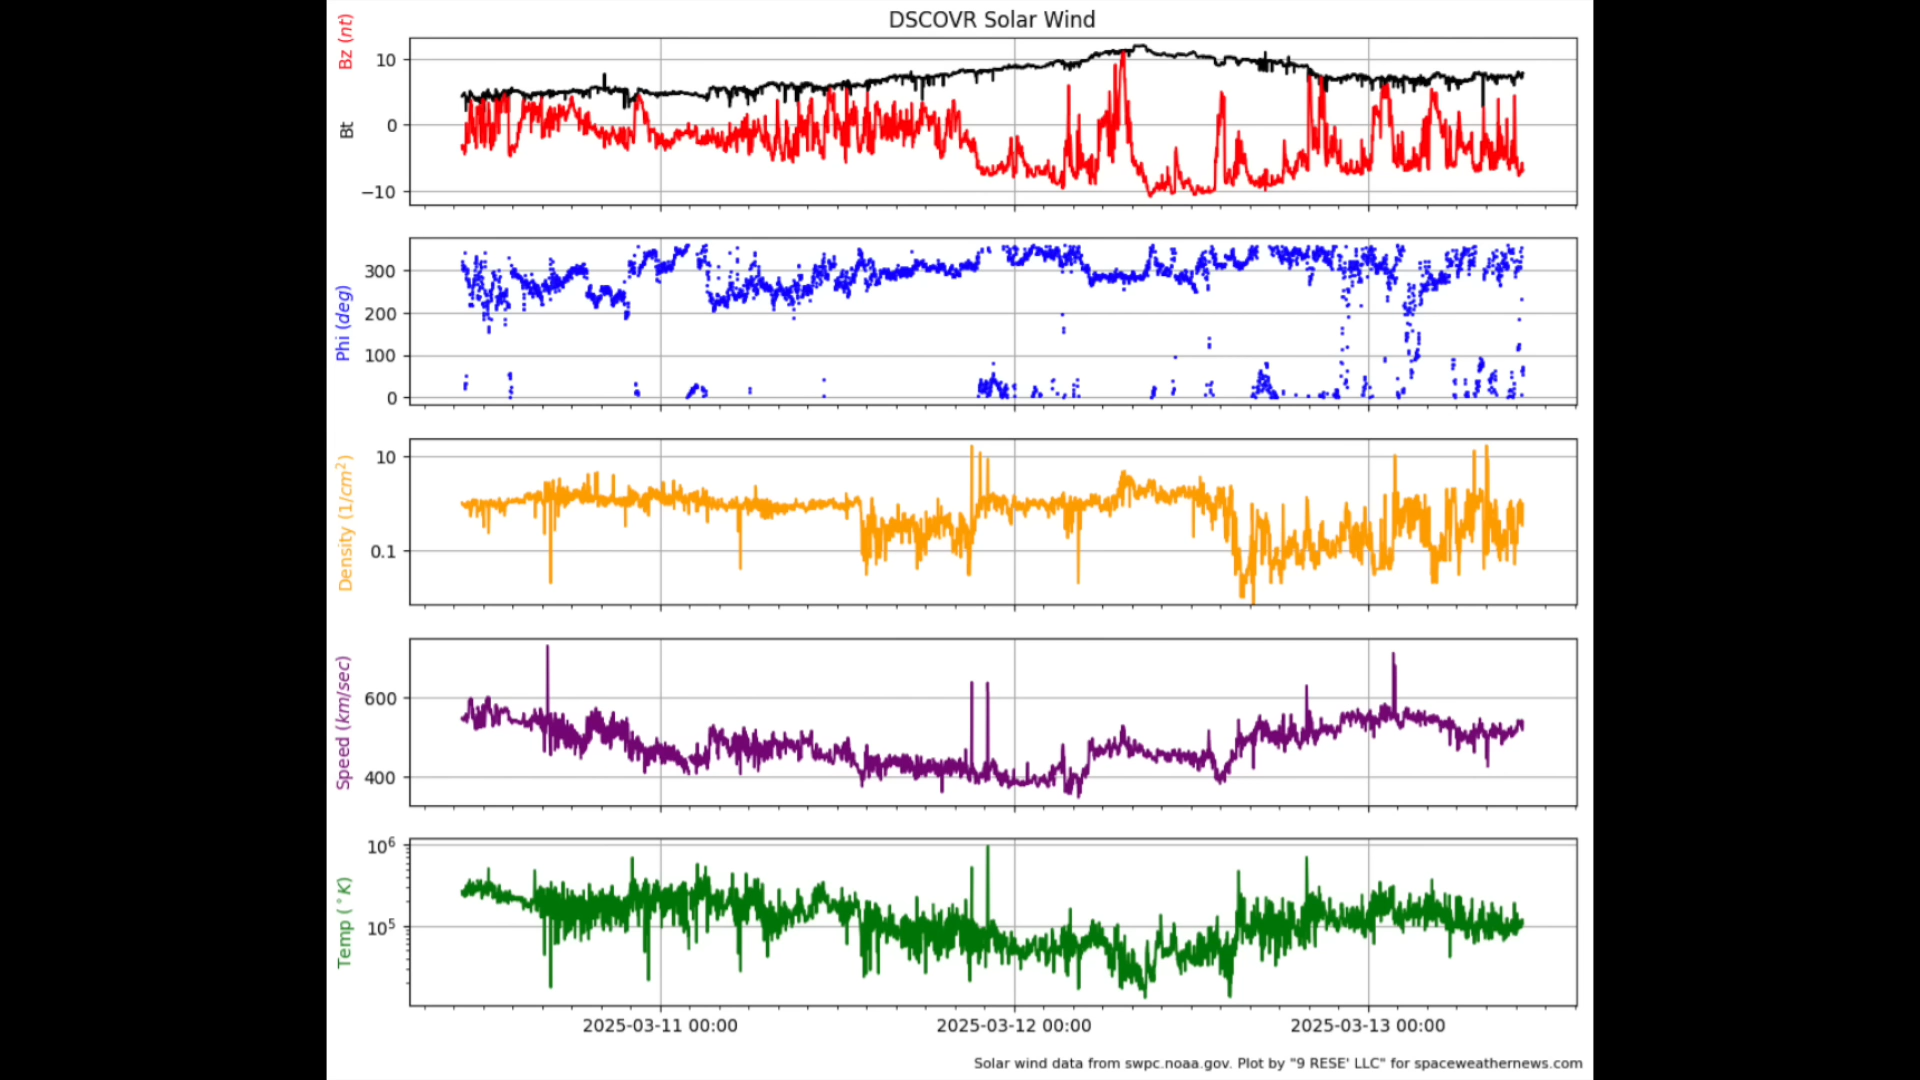 DSCOVR Solar Wind
Bz (nt)
Bt
10
0
−10
Phi (deg)
300
200
100
0
Density (1/cm²)
10
0.1
Speed (km/sec)
600
400
Temp (°K)
10⁶
10⁵
2025-03-11 00:00 2025-03-12 00:00 2025-03-13 00:00
Solar wind data from swpc.noaa.gov. Plot by "9 RESE' LLC" for spaceweathernews.com